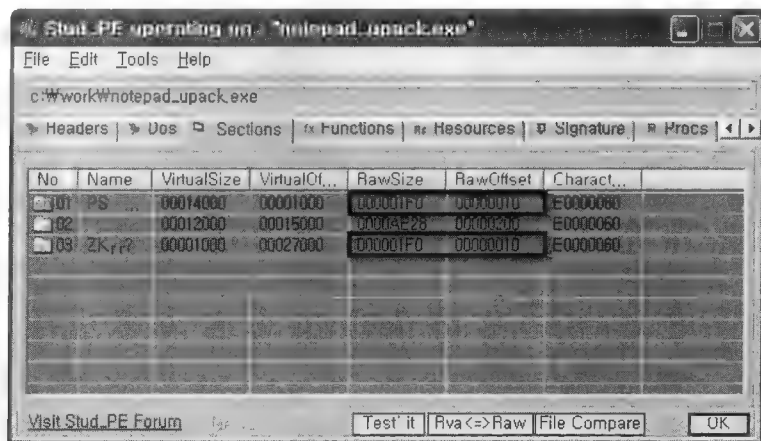 Stud_PE operating on : "notepad_upack.exe"
File Edit Tools Help
c:₩work₩notepad_upack.exe
Headers Dos Sections fx Functions Rs Resources Signature Procs
No Name VirtualSize VirtualOf... RawSize RawOffset Charact...
01 PS ... 00014000 00001000 000001F0 00000010 E0000060
02 00012000 00015000 0000AE28 00000200 E0000060
03 00001000 00027000 000001F0 00000010 E0000060
Visit Stud_PE Forum Test' it Rva<=>Raw File Compare OK